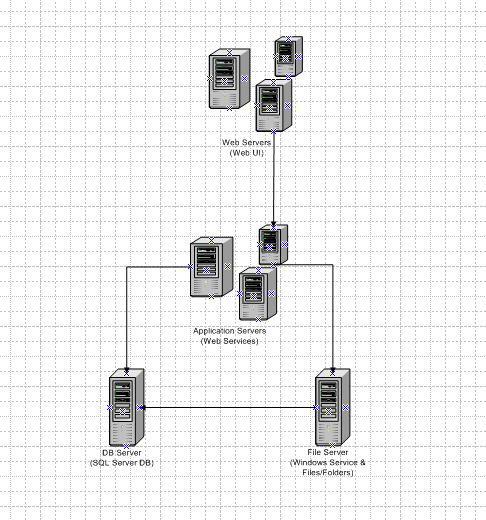 Web Servers
(Web UI)
Application Servers
(Web Services)
DB Server
(SQL Server DB)
File Server
(Windows Service &
Files/Folders)